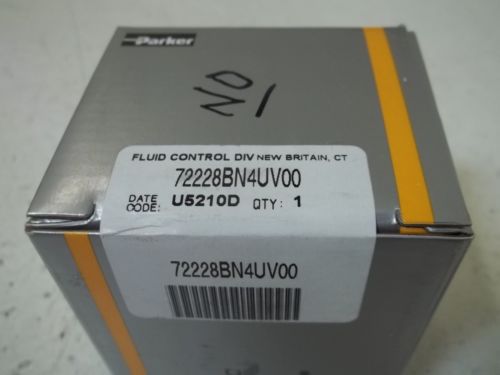 Parker
NO
1
FLUID CONTROL DIV NEW BRITAIN, CT
72228BN4UV00
DATE CODE: U5210D QTY: 1
72228BN4UV00